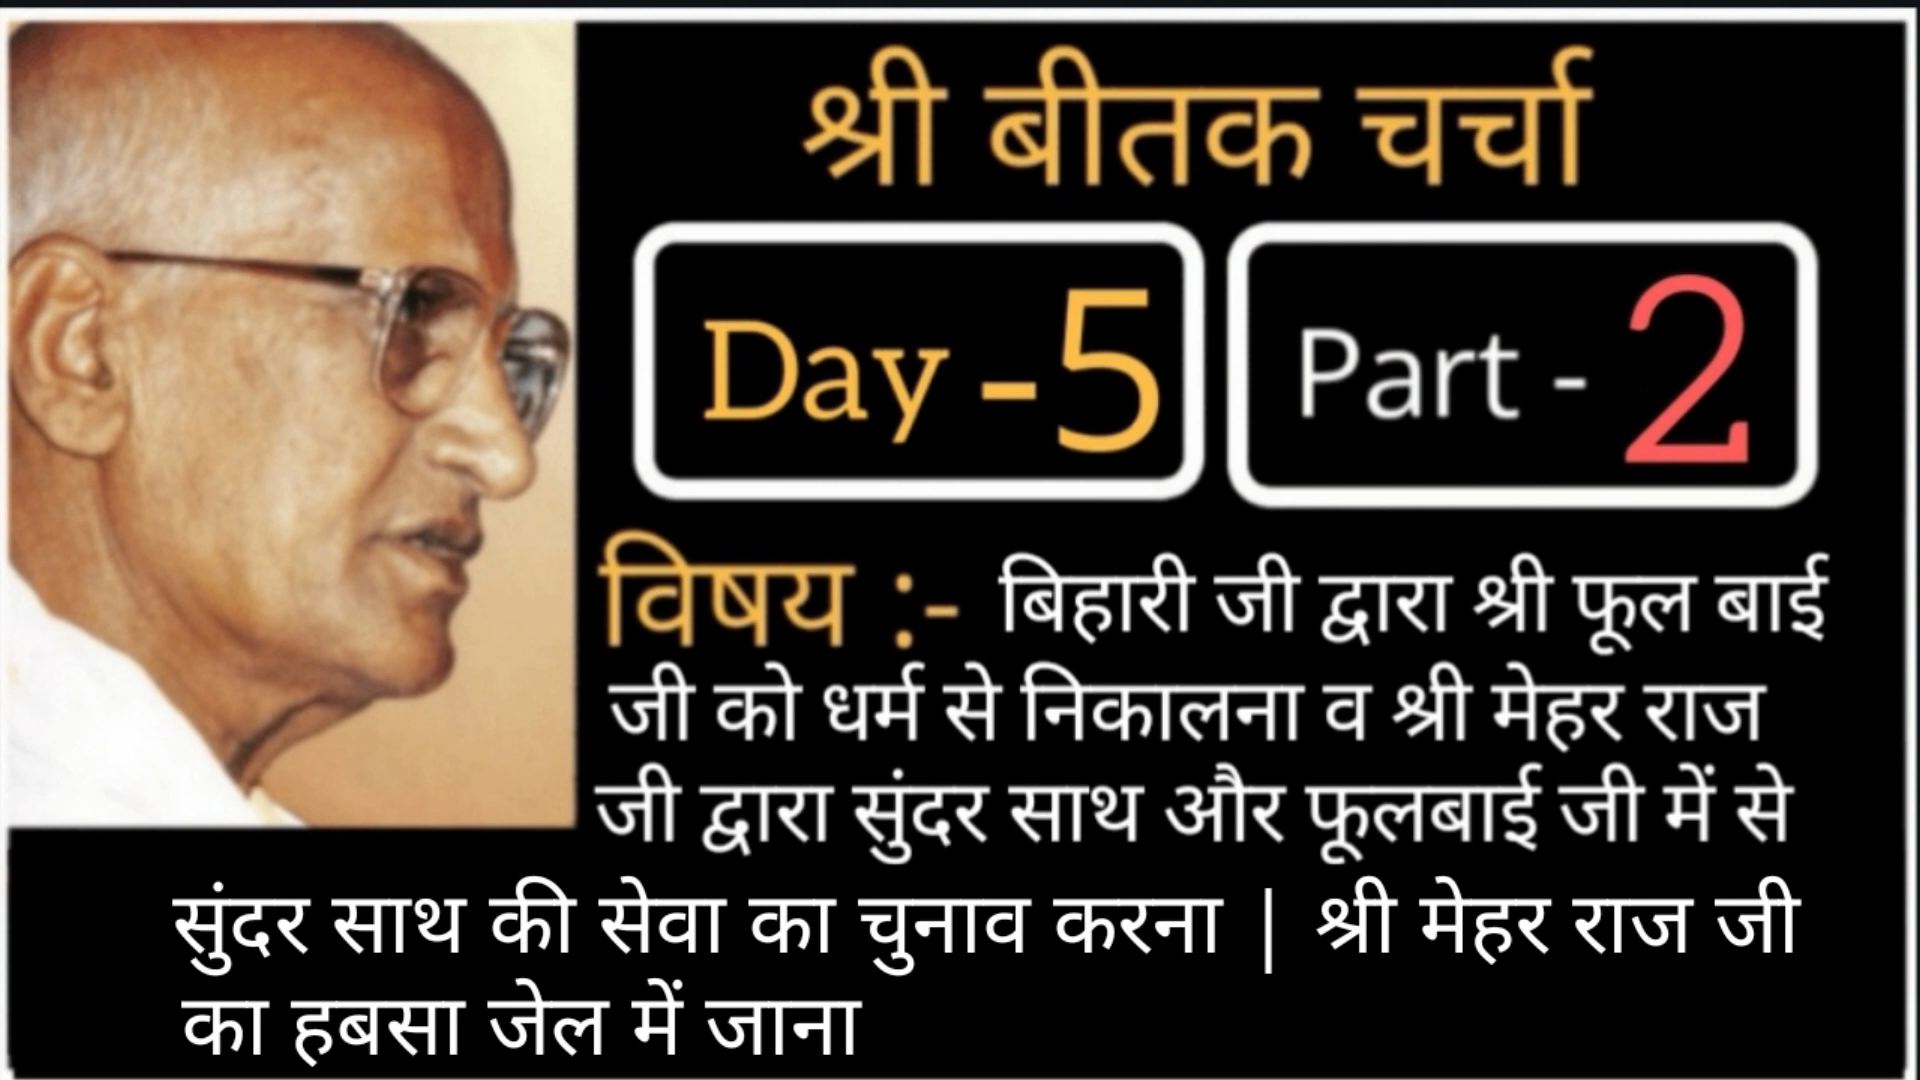 श्री बीतक चर्चा
Day -5 Part - 2
विषय :- बिहारी जी द्वारा श्री फूल बाई
जी को धर्म से निकालना व श्री मेहर राज
जी द्वारा सुंदर साथ और फूलबाई जी में से
सुंदर साथ की सेवा का चुनाव करना | श्री मेहर राज जी
का हबसा जेल में जाना